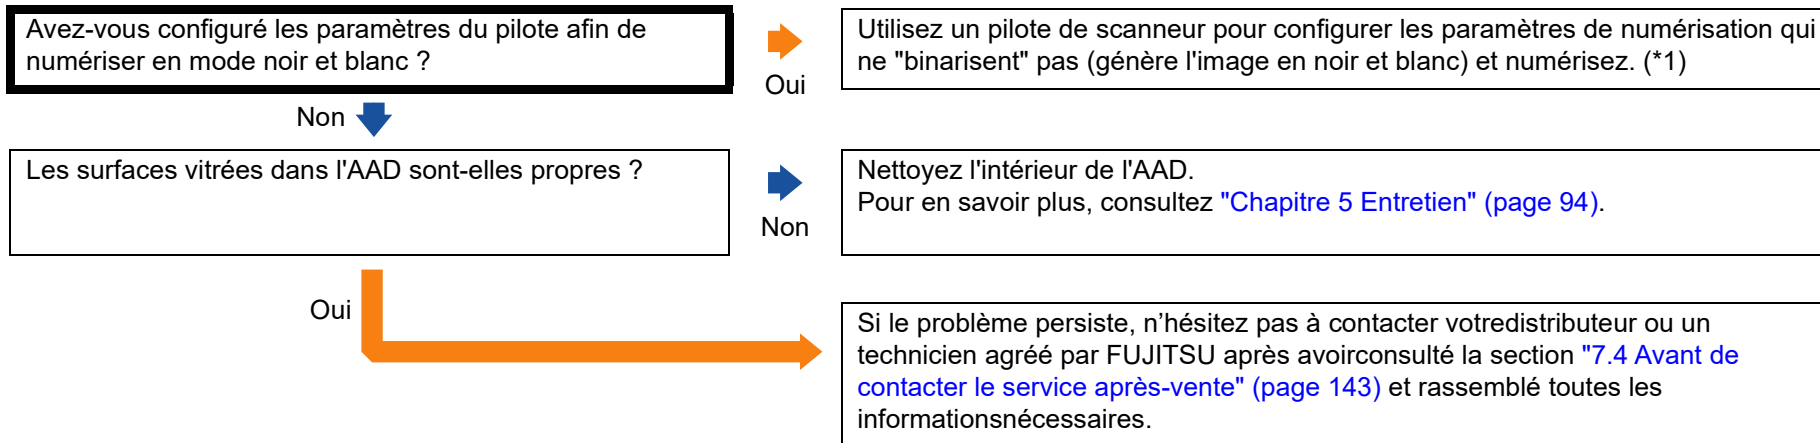 Avez-vous configuré les paramètres du pilote afin de
numériser en mode noir et blanc ?
Oui
Utilisez un pilote de scanneur pour configurer les paramètres de numérisation qui
ne "binarisent" pas (génère l'image en noir et blanc) et numérisez. (*1)
Non
Les surfaces vitrées dans l'AAD sont-elles propres ?
Non
Nettoyez l'intérieur de l'AAD.
Pour en savoir plus, consultez "Chapitre 5 Entretien" (page 94).
Oui
Si le problème persiste, n’hésitez pas à contacter votredistributeur ou un
technicien agréé par FUJITSU après avoirconsulté la section "7.4 Avant de
contacter le service après-vente" (page 143) et rassemblé toutes les
informationsnécessaires.